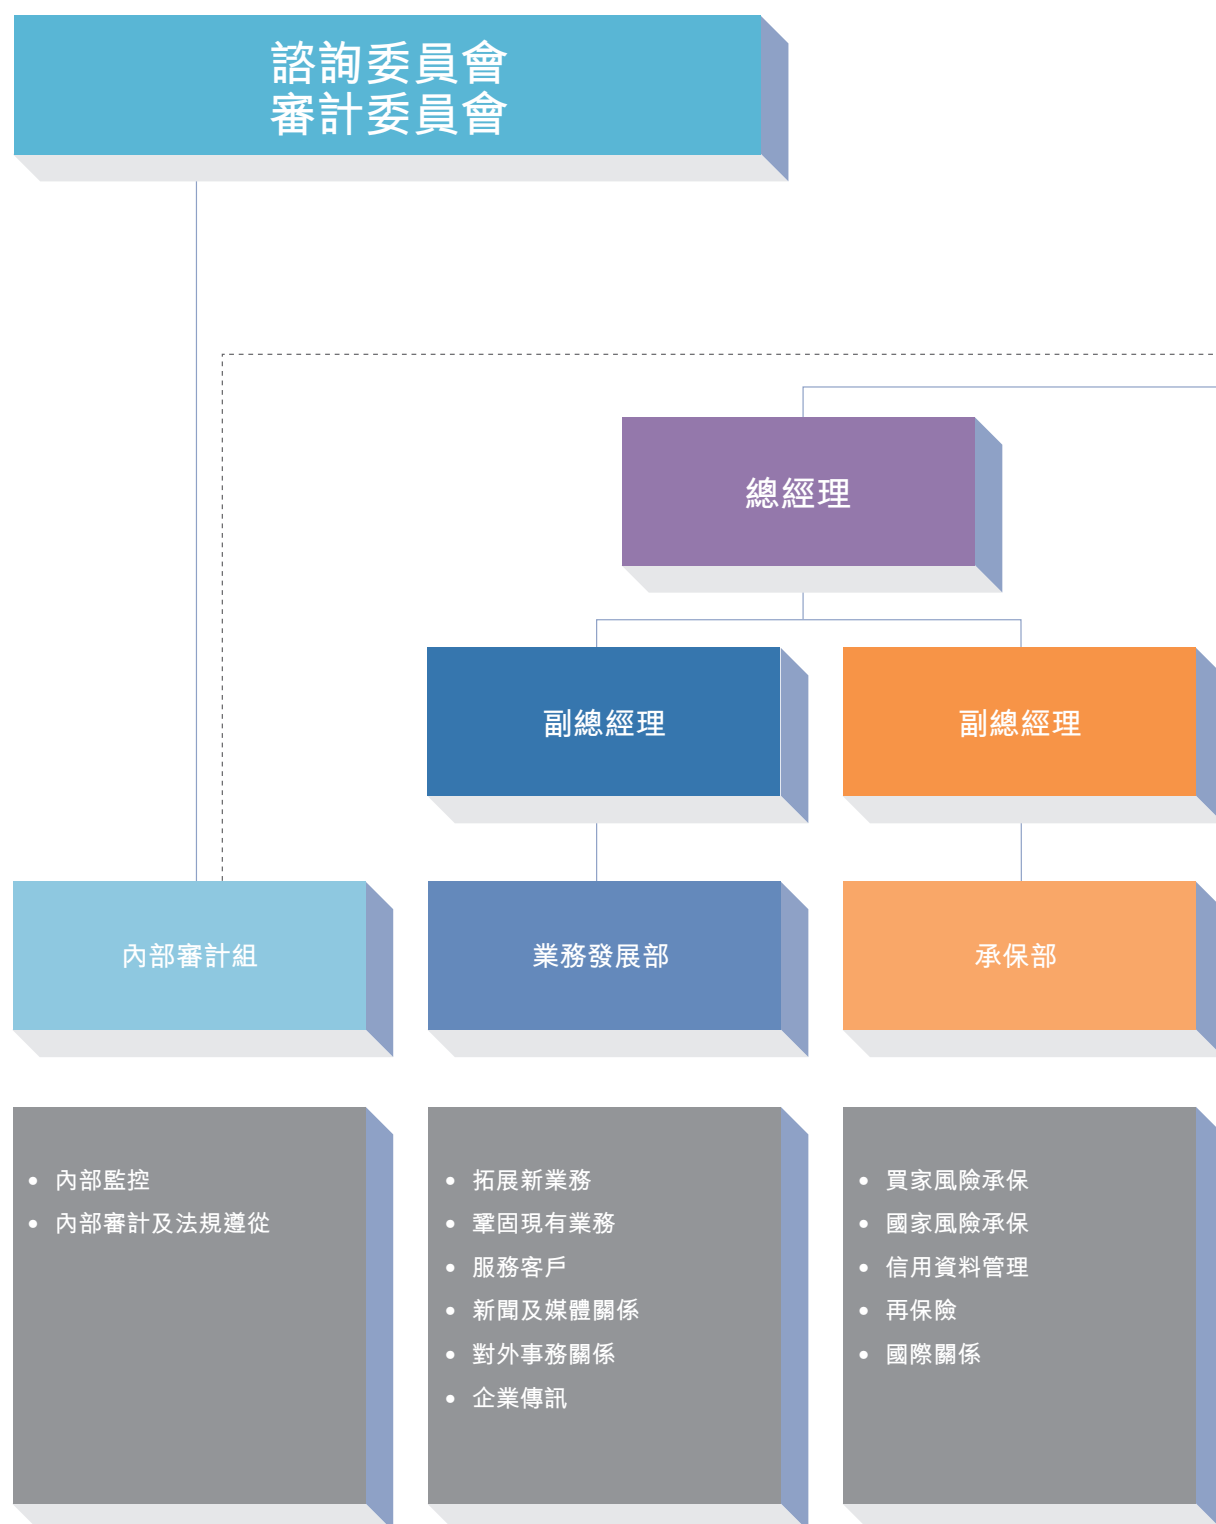 諮詢委員會
審計委員會
總經理
副總經理
副總經理
內部審計組
業務發展部
承保部
• 內部監控
• 內部審計及法規遵從
• 拓展新業務
• 鞏固現有業務
• 服務客戶
• 新聞及媒體關係
• 對外事務關係
• 企業傳訊
• 買家風險承保
• 國家風險承保
• 信用資料管理
• 再保險
• 國際關係